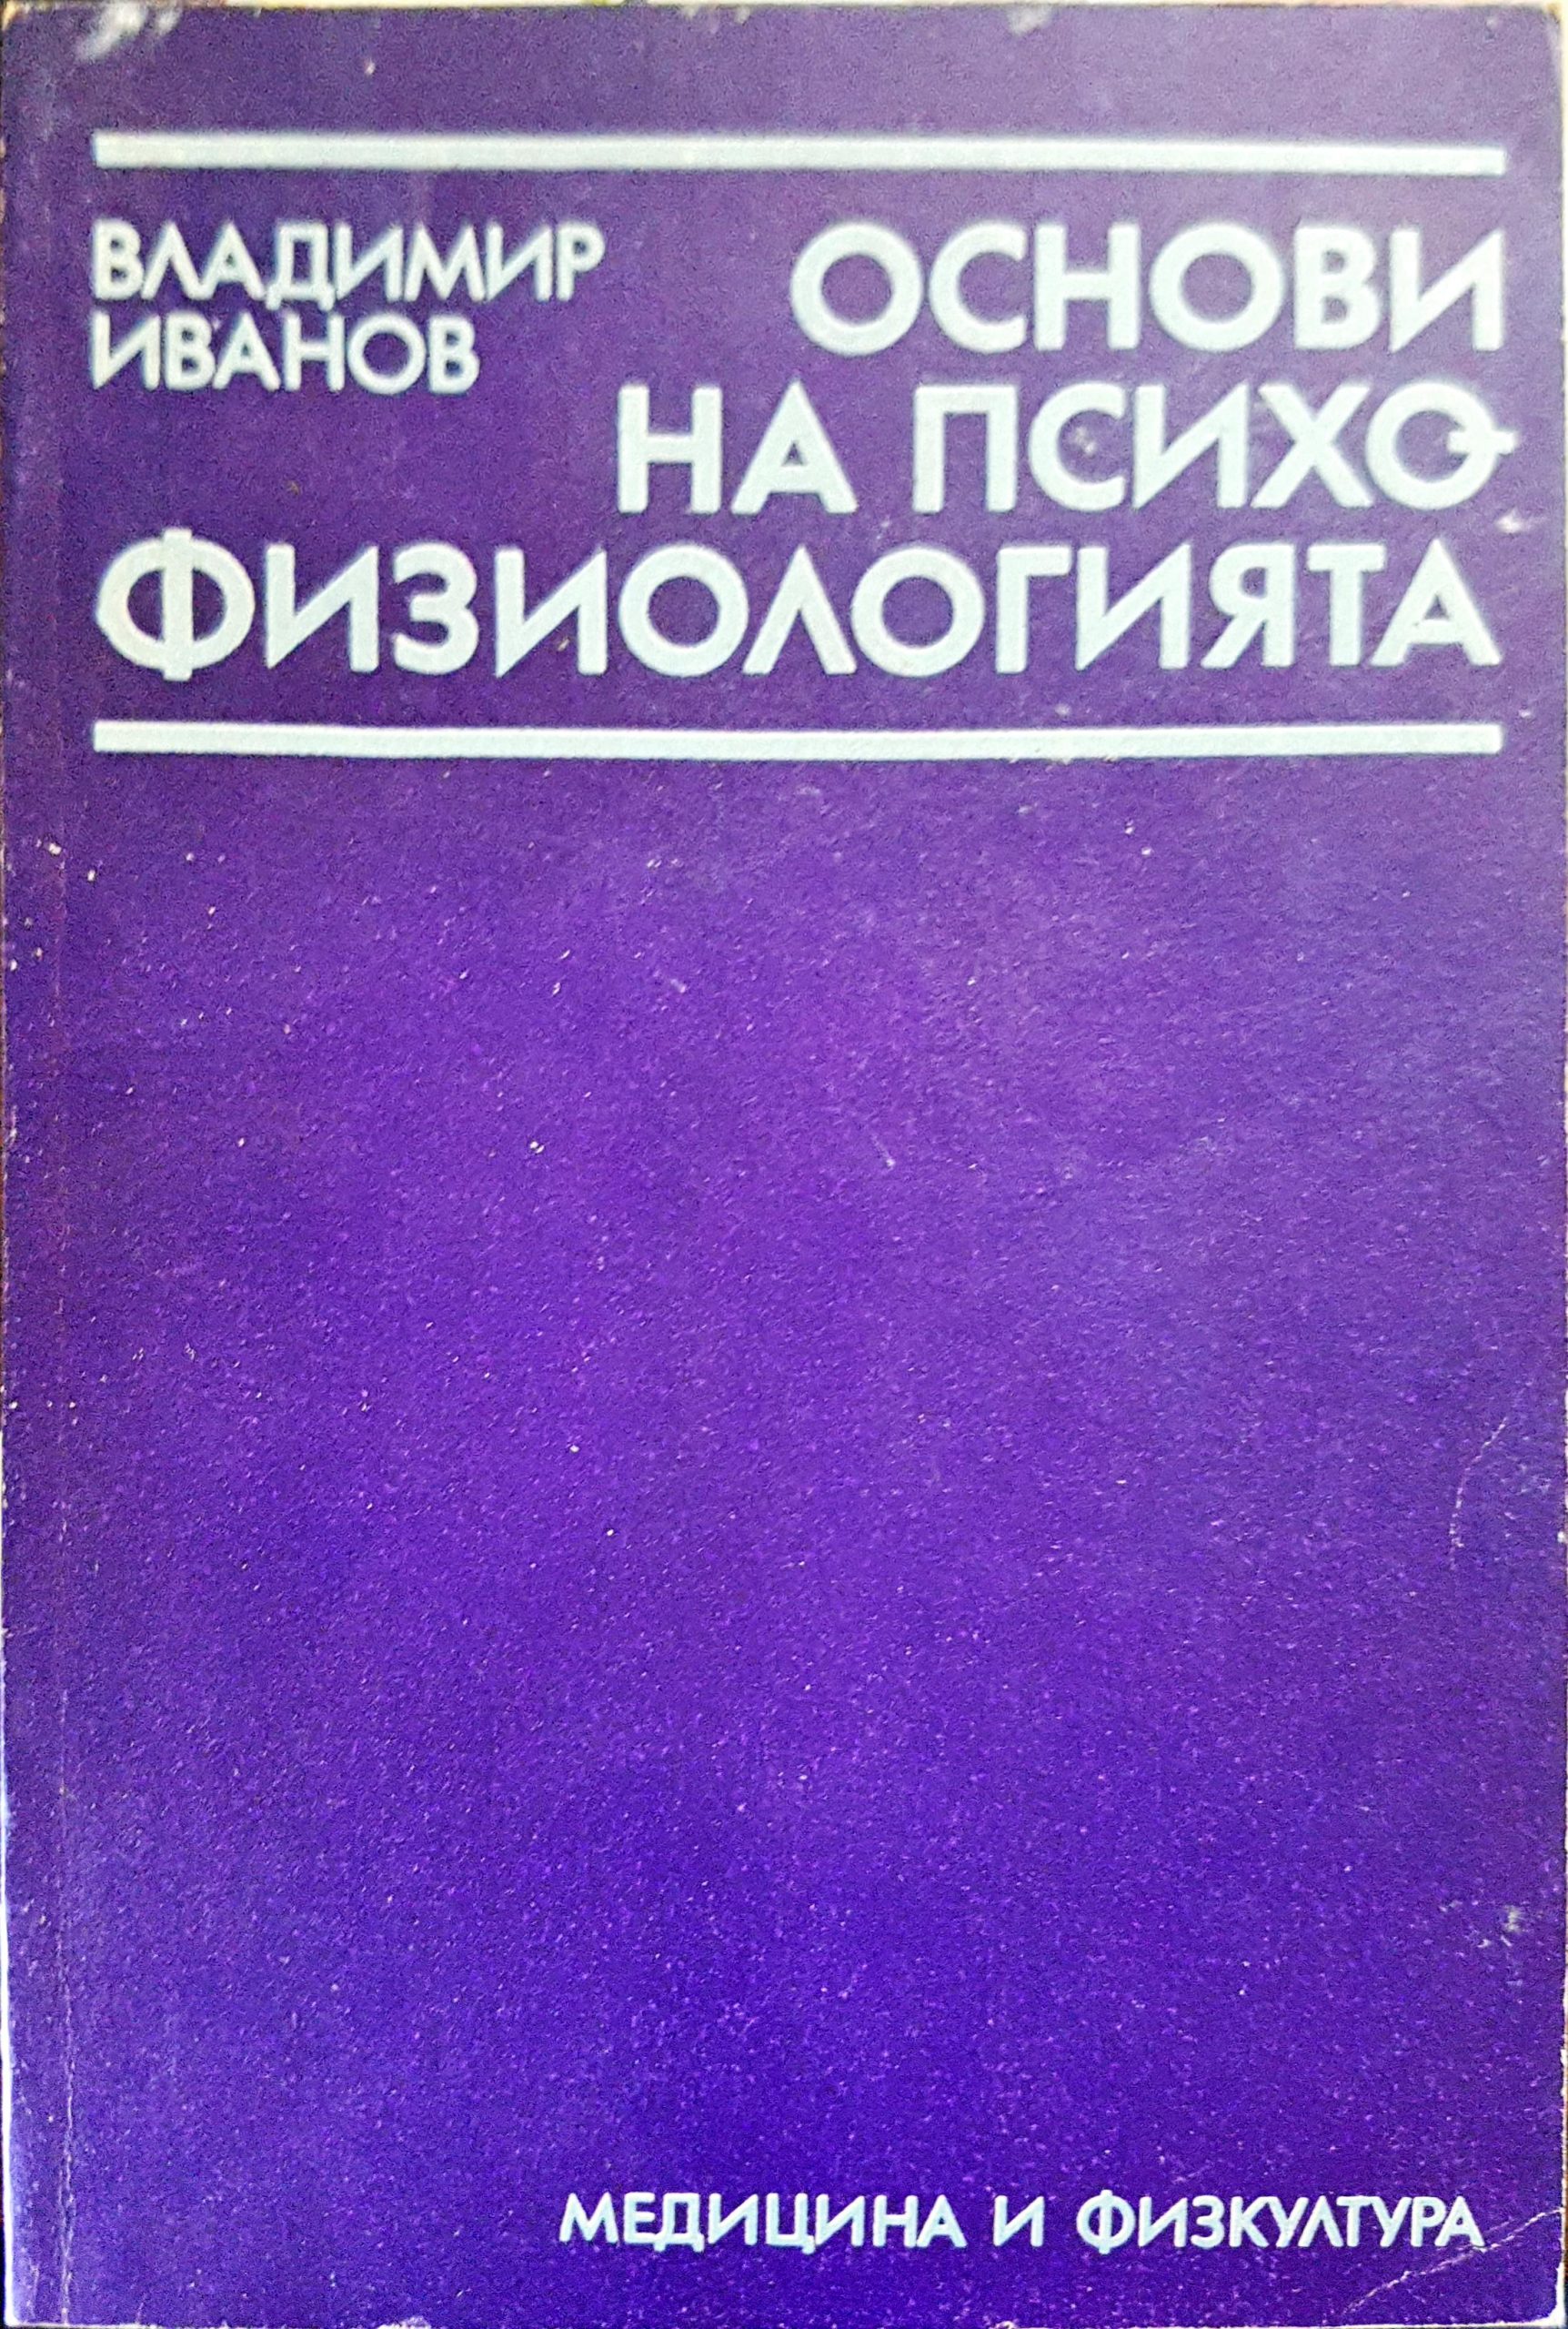 ВЛАДИМИР
ИВАНОВ
ОСНОВИ
НА ПСИХО-
ФИЗИОЛОГИЯТА
МЕДИЦИНА И ФИЗКУЛТУРА